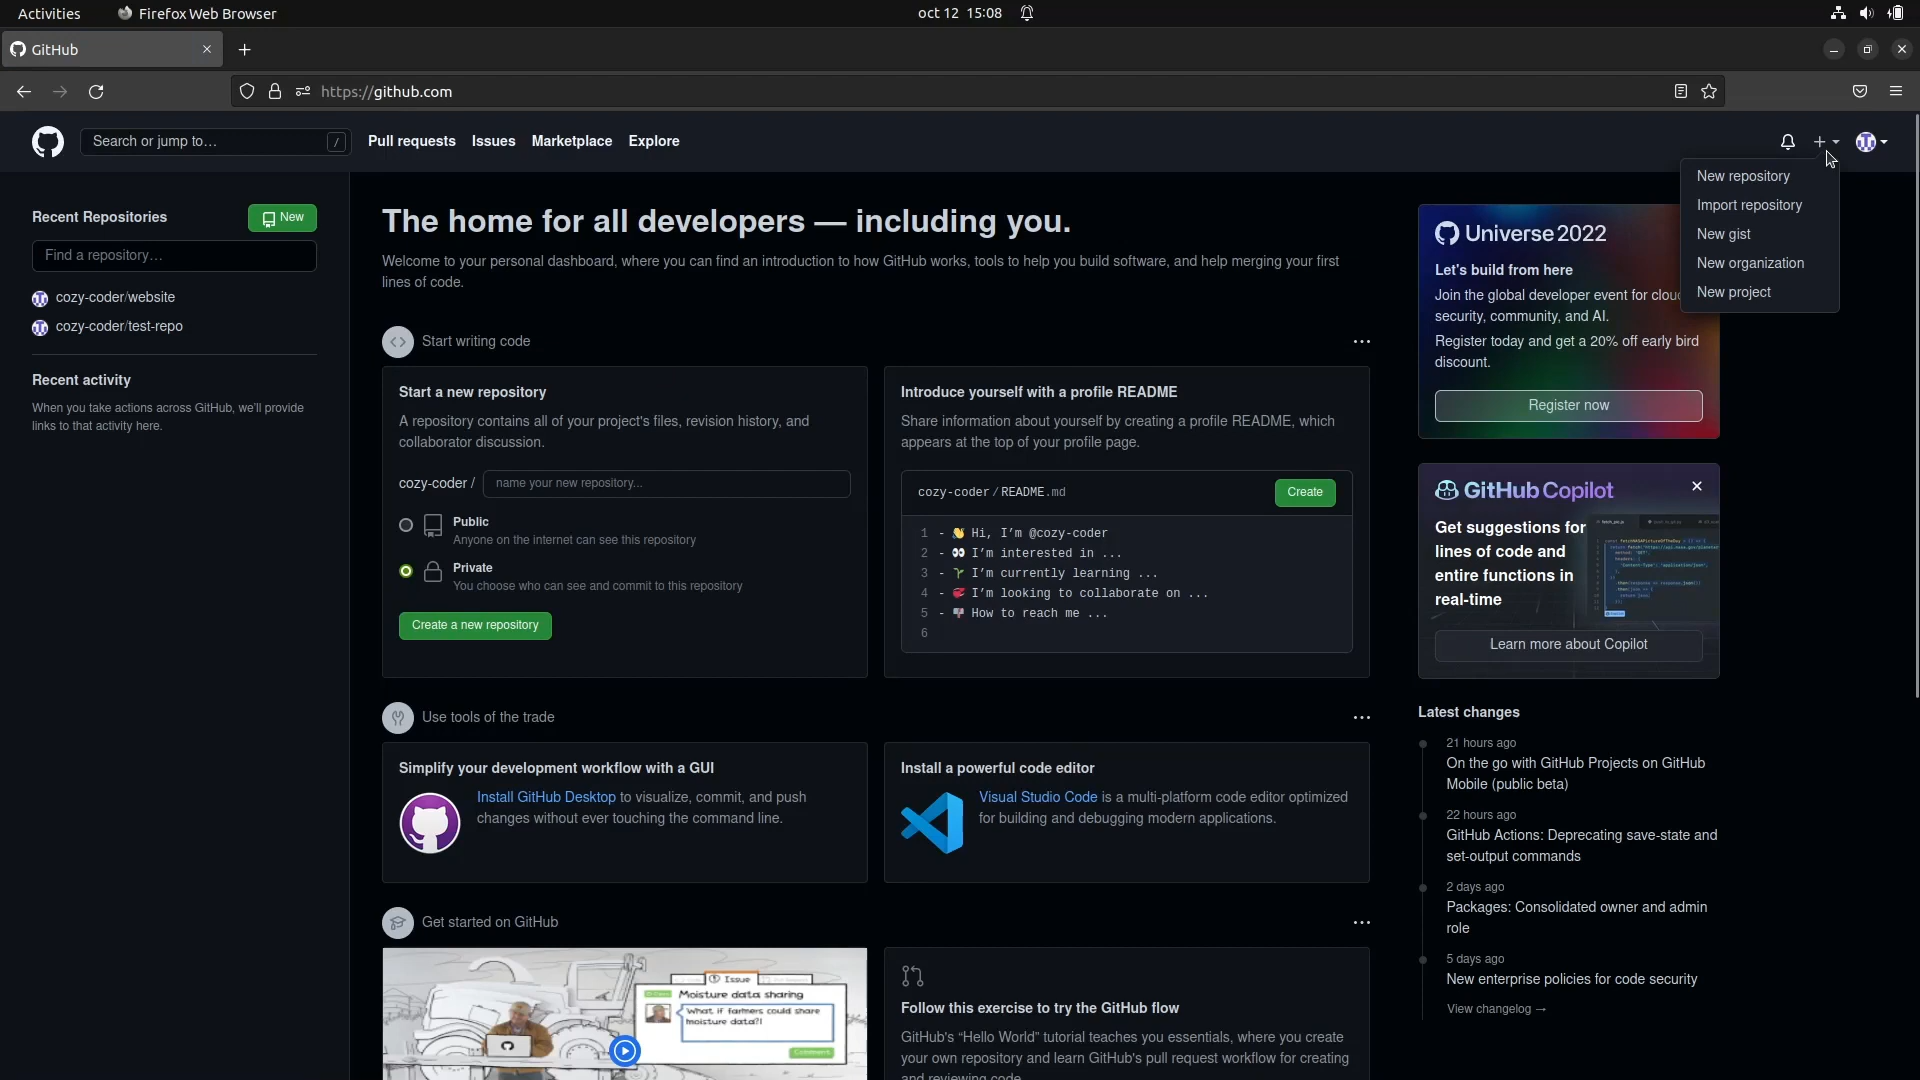 Activities
Firefox Web Browser
oct 12 15:08
GitHub
https://github.com
Search or jump to…
/
Pull requests
Issues
Marketplace
Explore
New repository
Import repository
New gist
New organization
New project
Recent Repositories
New
Find a repository…
cozy-coder/website
cozy-coder/test-repo
Recent activity
When you take actions across GitHub, we'll provide
links to that activity here.
The home for all developers — including you.
Welcome to your personal dashboard, where you can find an introduction to how GitHub works, tools to help you build software, and help merging your first
lines of code.
Start writing code
Start a new repository
A repository contains all of your project's files, revision history, and
collaborator discussion.
cozy-coder /
name your new repository...
Public
Anyone on the internet can see this repository
Private
You choose who can see and commit to this repository
Create a new repository
Introduce yourself with a profile README
Share information about yourself by creating a profile README, which
appears at the top of your profile page.
cozy-coder / README.md
Create
1 - 👋 Hi, I'm @cozy-coder
2 - 👀 I'm interested in ...
3 - 🌱 I'm currently learning ...
4 - 💞️ I'm looking to collaborate on ...
5 - 📫 How to reach me ...
6
Use tools of the trade
Simplify your development workflow with a GUI
Install GitHub Desktop to visualize, commit, and push
changes without ever touching the command line.
Install a powerful code editor
Visual Studio Code is a multi-platform code editor optimized
for building and debugging modern applications.
Get started on GitHub
Issue
Moisture data sharing
What if farmers could share
moisture data?!
Comment
Follow this exercise to try the GitHub flow
GitHub's “Hello World” tutorial teaches you essentials, where you create
your own repository and learn GitHub's pull request workflow for creating
and reviewing code.
Universe 2022
Let's build from here
Join the global developer event for cloud
security, community, and AI.
Register today and get a 20% off early bird
discount.
Register now
GitHub Copilot
Get suggestions for
lines of code and
entire functions in
real-time
Learn more about Copilot
Latest changes
21 hours ago
On the go with GitHub Projects on GitHub
Mobile (public beta)
22 hours ago
GitHub Actions: Deprecating save-state and
set-output commands
2 days ago
Packages: Consolidated owner and admin
role
5 days ago
New enterprise policies for code security
View changelog →